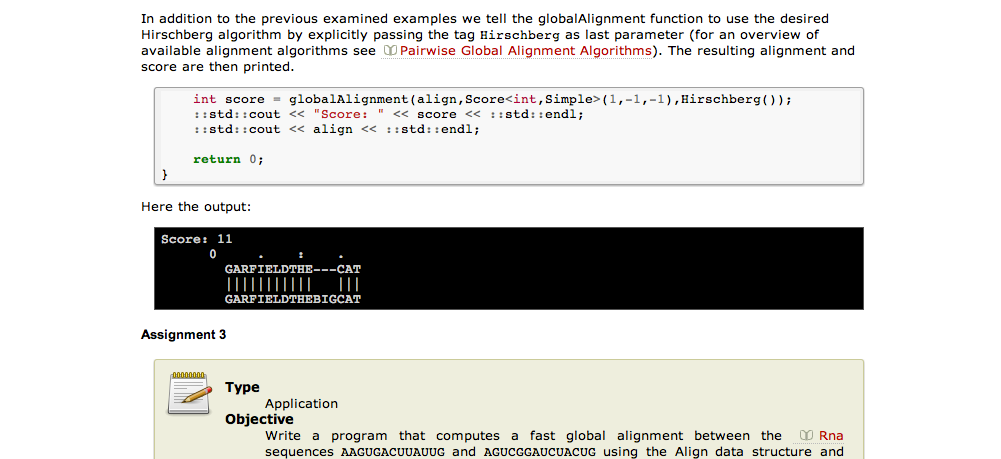 In addition to the previous examined examples we tell the globalAlignment function to use the desired
Hirschberg algorithm by explicitly passing the tag Hirschberg as last parameter (for an overview of
available alignment algorithms see Pairwise Global Alignment Algorithms). The resulting alignment and
score are then printed.
int score = globalAlignment(align,Score<int,Simple>(1,-1,-1),Hirschberg());
::std::cout << "Score: " << score << ::std::endl;
::std::cout << align << ::std::endl;
return 0;
}
Here the output:
Score: 11
0 . : .
GARFIELDTHE---CAT
||||||||||| |||
GARFIELDTHEBIGCAT
Assignment 3
Type
Application
Objective
Write a program that computes a fast global alignment between the Rna
sequences AAGUGACUUAUUG and AGUCGGAUCUACUG using the Align data structure and